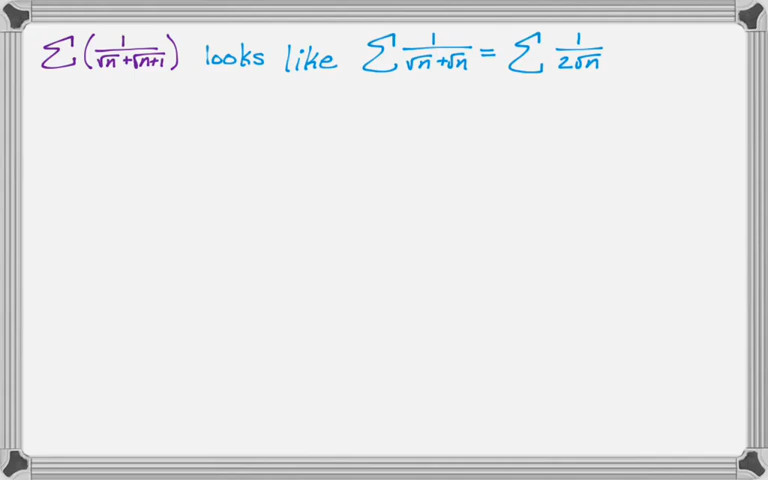 ∑ (1/(√n + √n+1)) looks like ∑ 1/(√n + √n) = ∑ 1/(2√n)